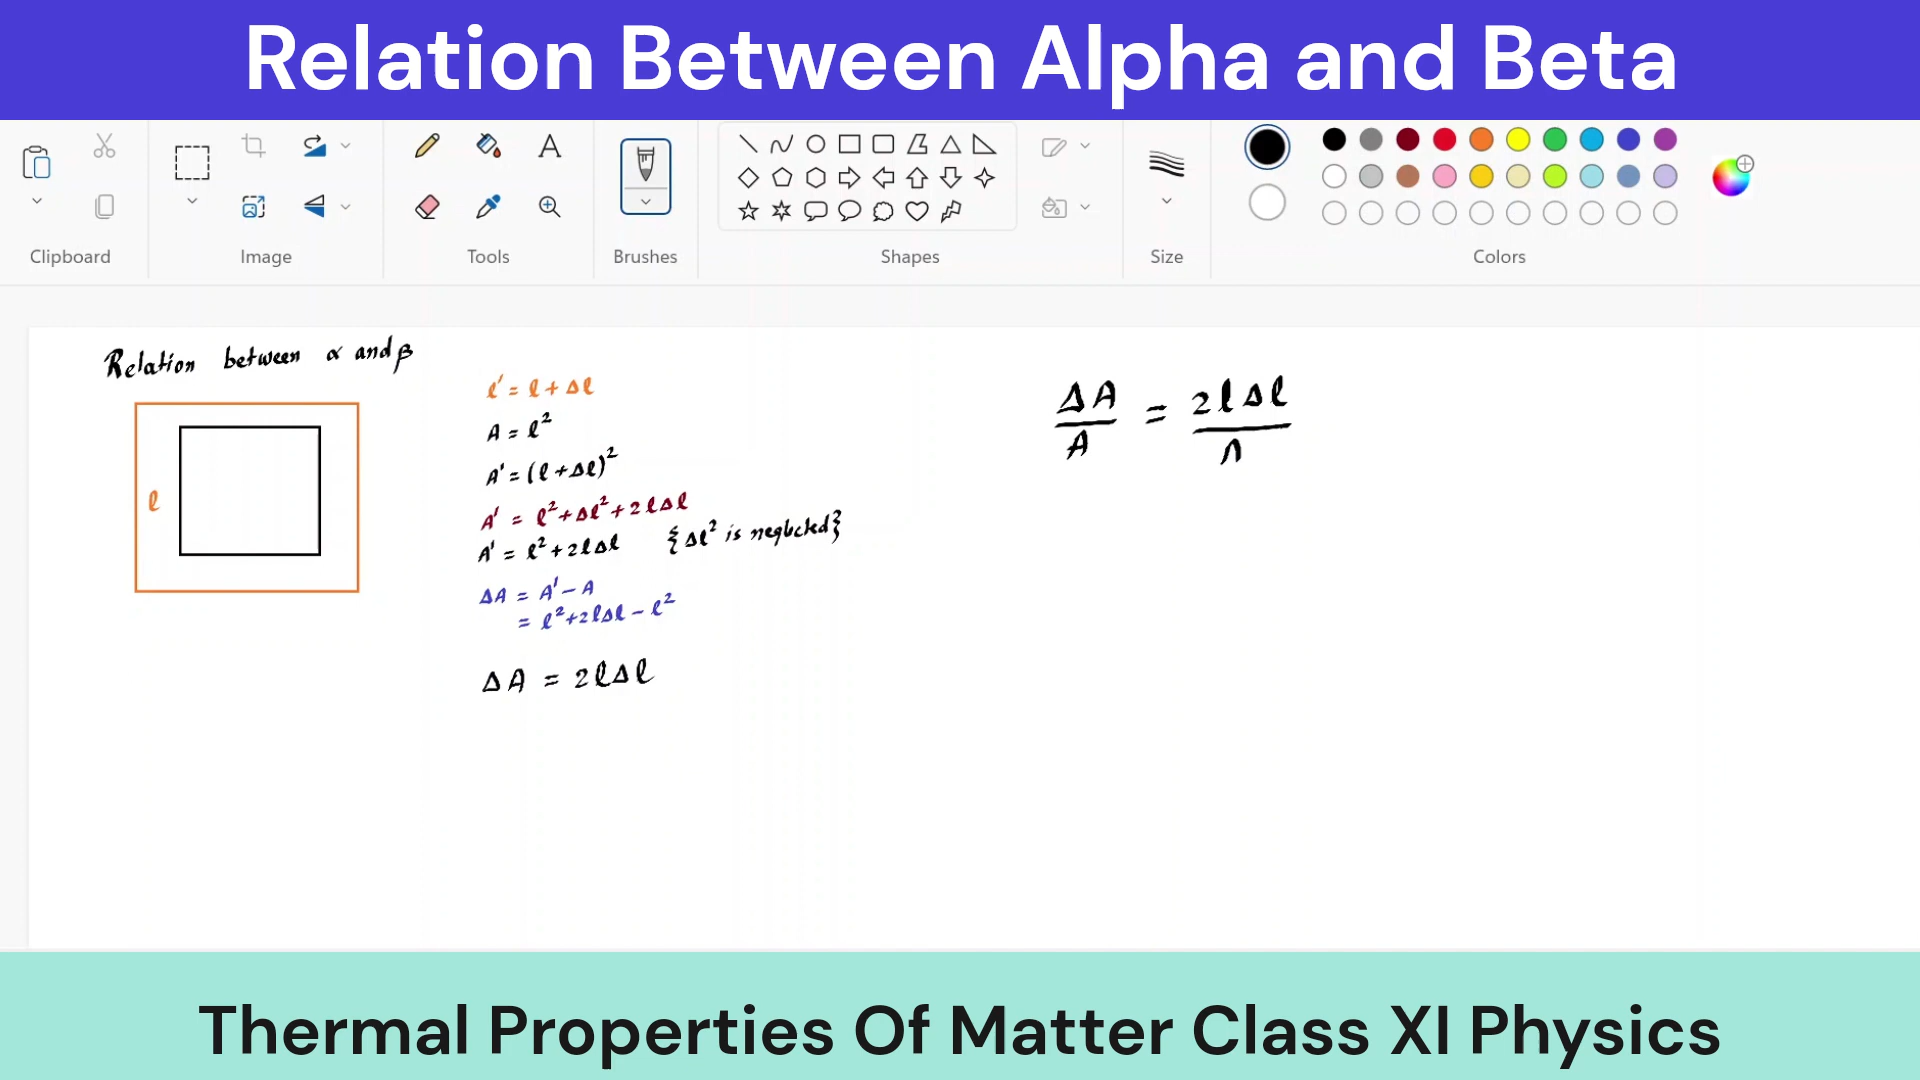 Relation Between Alpha and Beta
Clipboard
Image
Tools
Brushes
Shapes
Size
Colors
Relation between α and β
l
l' = l + Δl
A = l²
A' = (l + Δl)²
A' = l² + Δl² + 2lΔl
A' = l² + 2lΔl {Δl² is neglected}
ΔA = A' − A
= l² + 2lΔl − l²
ΔA = 2lΔl
ΔA/A = 2lΔl/
Thermal Properties Of Matter Class XI Physics